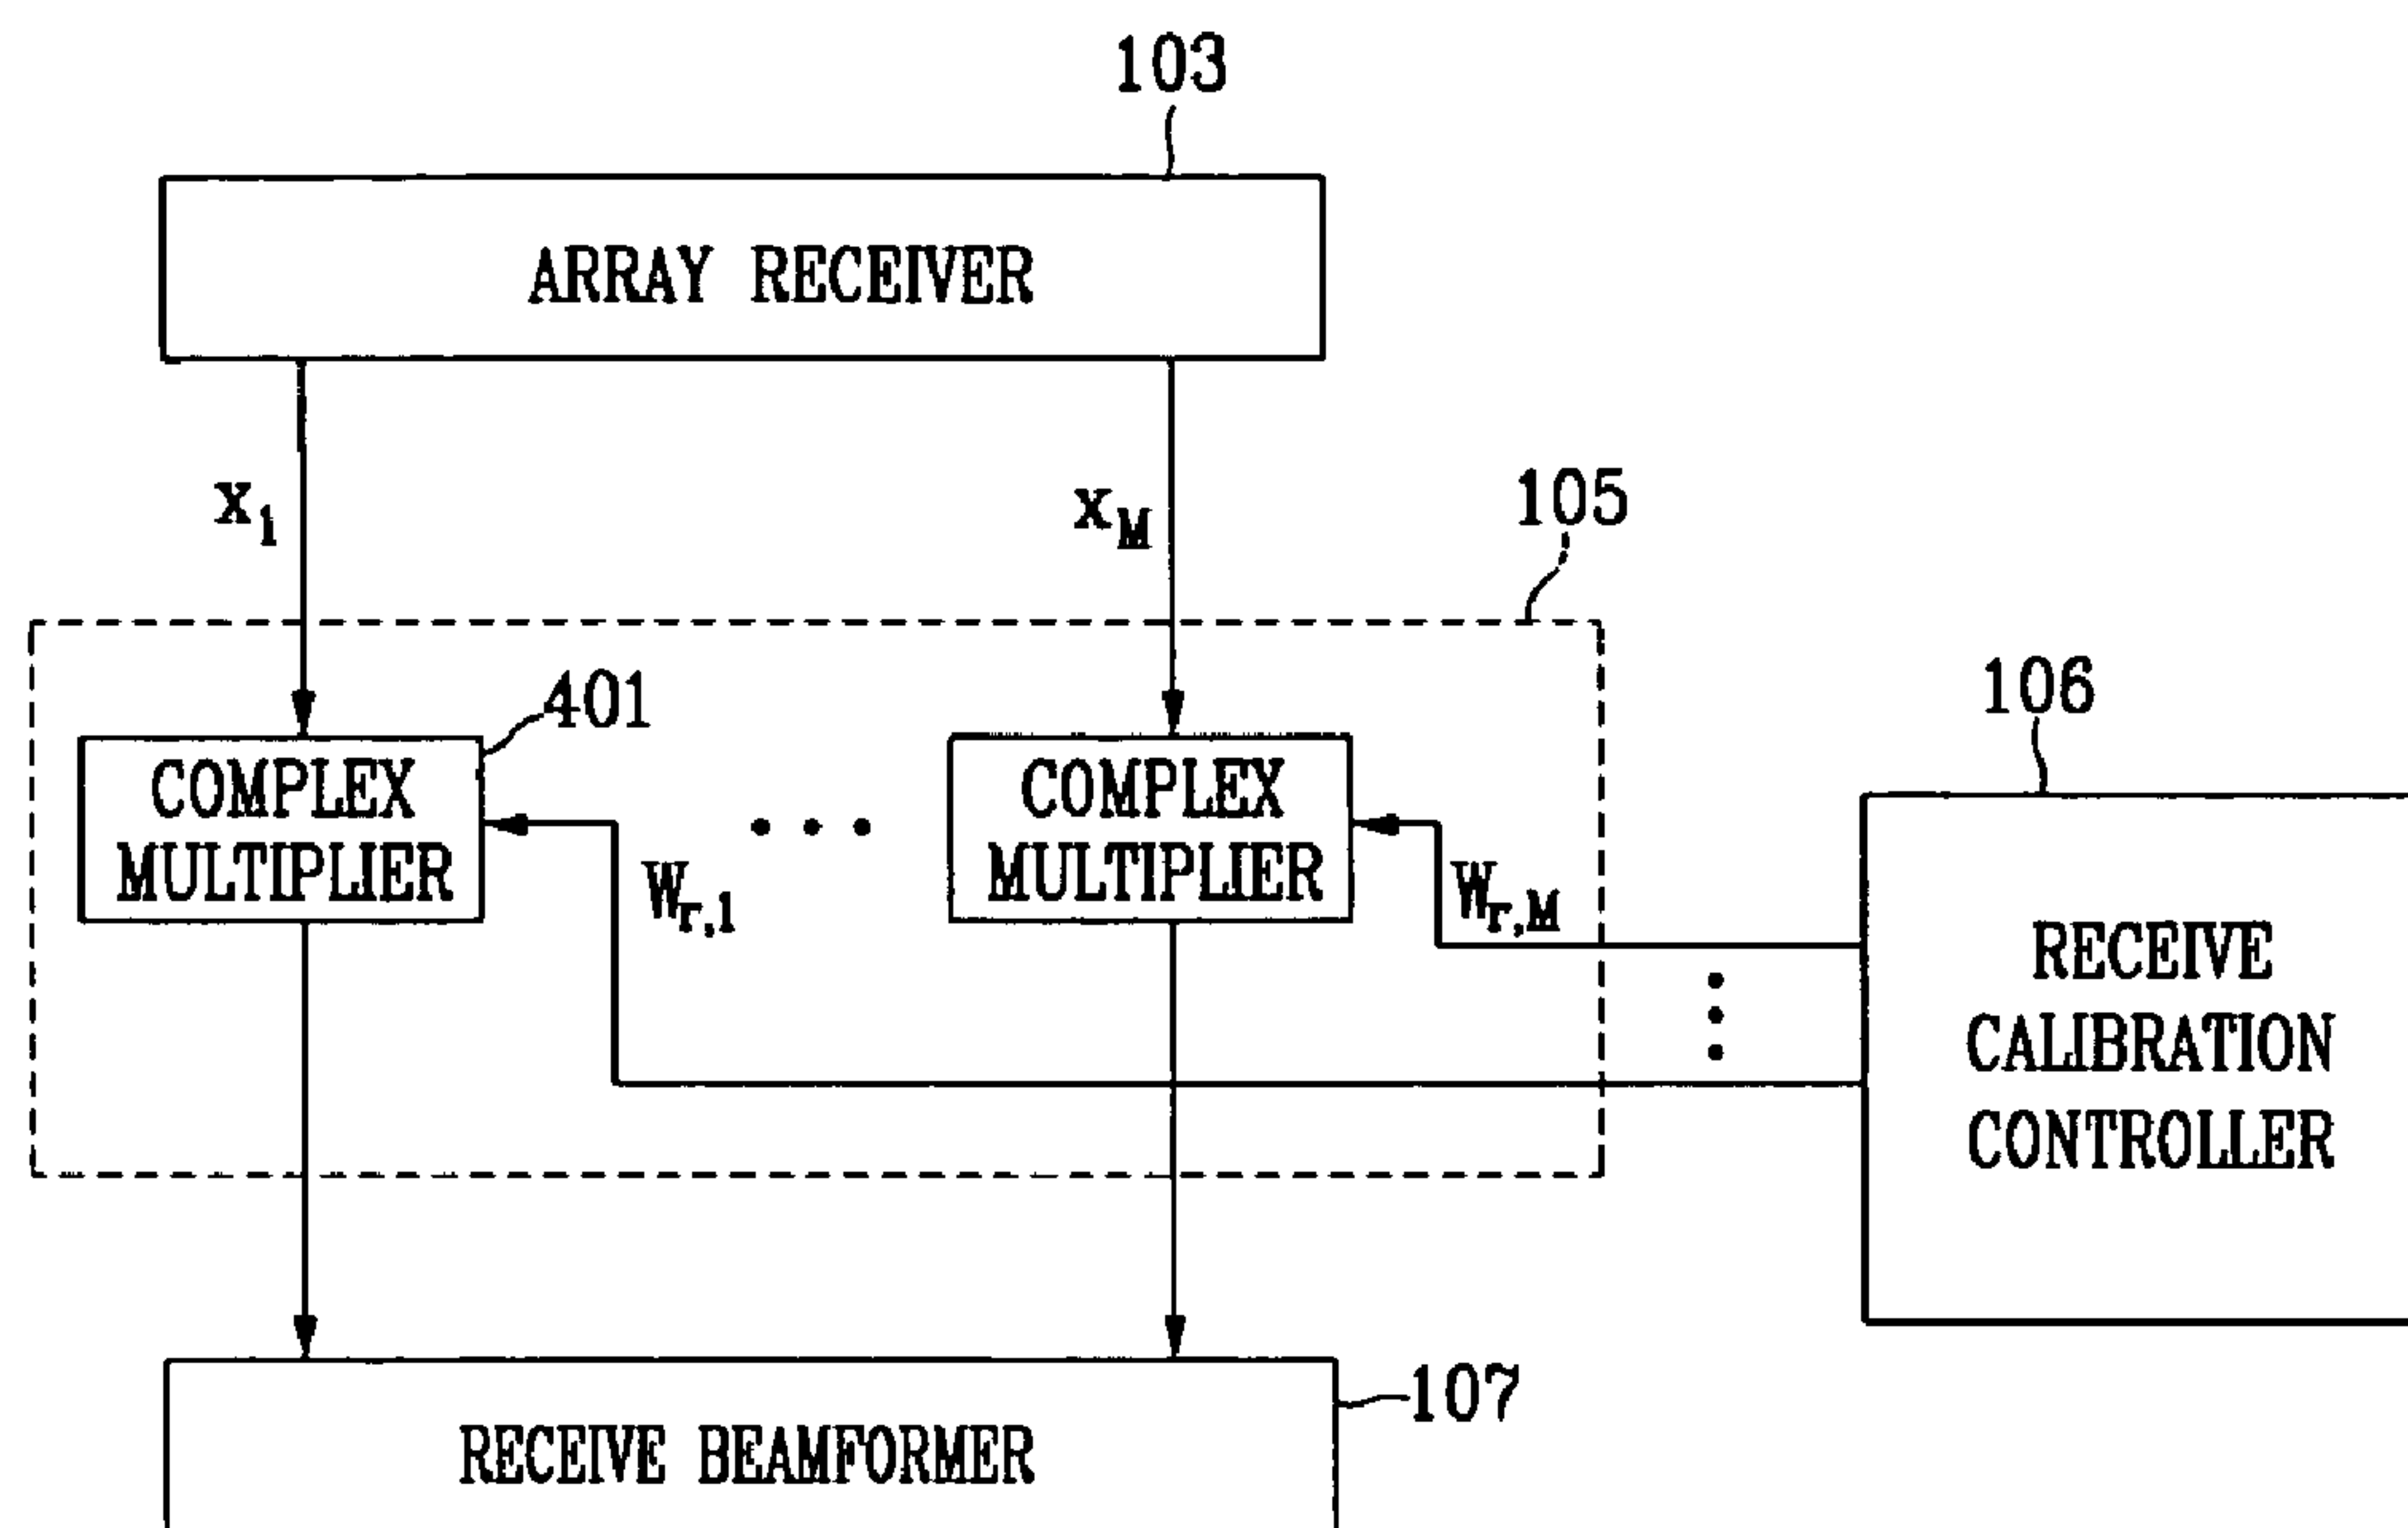 103
ARRAY RECEIVER
x1
xM
105
401
106
COMPLEX
MULTIPLIER
COMPLEX
MULTIPLIER
Wr,1
Wr,M
RECEIVE
CALIBRATION
CONTROLLER
107
RECEIVE BEAMFORMER